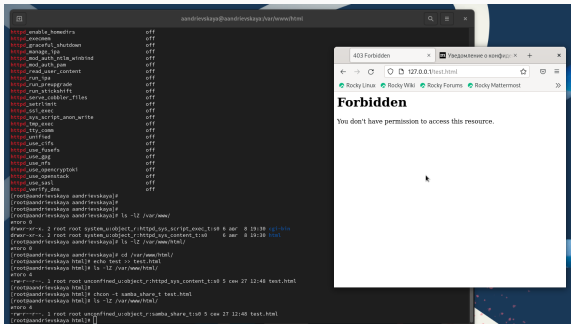 aandrievskaya@aandrievskaya:/var/www/html
httpd_enable_homedirs off
httpd_execmem off
httpd_graceful_shutdown off
httpd_manage_ipa off
httpd_mod_auth_ntlm_winbind off
httpd_mod_auth_pam off
httpd_read_user_content off
httpd_run_ipa off
httpd_run_preupgrade off
httpd_run_stickshift off
httpd_serve_cobbler_files off
httpd_setrlimit off
httpd_ssi_exec off
httpd_sys_script_anon_write off
httpd_tmp_exec off
httpd_tty_comm off
httpd_unified off
httpd_use_cifs off
httpd_use_fusefs off
httpd_use_gpg off
httpd_use_nfs off
httpd_use_opencryptoki off
httpd_use_openstack off
httpd_use_sasl off
httpd_verify_dns off
[root@aandrievskaya aandrievskaya]#
[root@aandrievskaya aandrievskaya]#
[root@aandrievskaya aandrievskaya]# ls -lZ /var/www/
итого 0
drwxr-xr-x. 2 root root system_u:object_r:httpd_sys_script_exec_t:s0 6 авг 8 19:30 cgi-bin
drwxr-xr-x. 2 root root system_u:object_r:httpd_sys_content_t:s0 6 авг 8 19:30 html
[root@aandrievskaya aandrievskaya]# ls -lZ /var/www/html/
итого 0
[root@aandrievskaya aandrievskaya]# cd /var/www/html/
[root@aandrievskaya html]# echo test >> test.html
[root@aandrievskaya html]# ls -lZ /var/www/html/
итого 4
-rw-r--r--. 1 root root unconfined_u:object_r:httpd_sys_content_t:s0 5 сен 27 12:48 test.html
[root@aandrievskaya html]# chcon -t samba_share_t test.html
[root@aandrievskaya html]# ls -lZ /var/www/html/
итого 4
-rw-r--r--. 1 root root unconfined_u:object_r:samba_share_t:s0 5 сен 27 12:48 test.html
[root@aandrievskaya html]#
403 Forbidden
Уведомление о конфид
127.0.0.1/test.html
Rocky Linux Rocky Wiki Rocky Forums Rocky Mattermost
Forbidden
You don't have permission to access this resource.